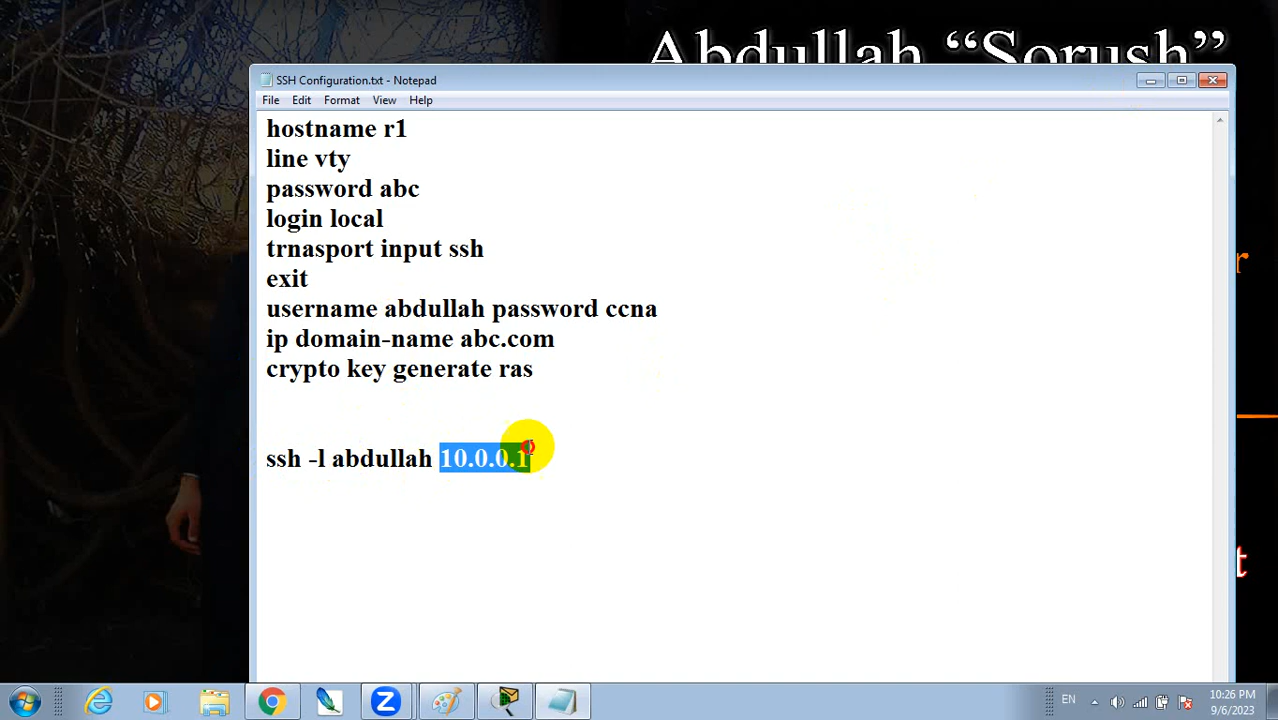 Abdullah “Sorush”
SSH Configuration.txt - Notepad
File Edit Format View Help
hostname r1
line vty
password abc
login local
trnasport input ssh
exit
username abdullah password ccna
ip domain-name abc.com
crypto key generate ras
ssh -l abdullah 10.0.0.1
r
t
EN
10:26 PM
9/6/2023